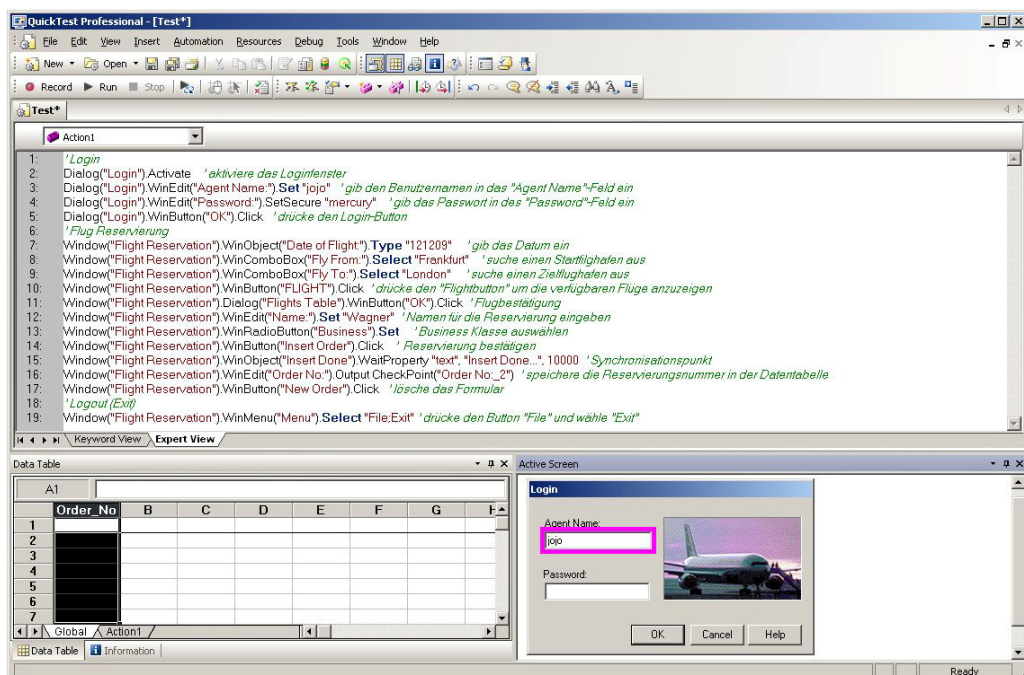 QuickTest Professional - [Test*]
File Edit View Insert Automation Resources Debug Tools Window Help
New Open
Record Run Stop
Test*
Action1
1: 'Login
2: Dialog("Login").Activate 'aktiviere das Loginfenster
3: Dialog("Login").WinEdit("Agent Name:").Set "jojo" 'gib den Benutzernamen in das "Agent Name"-Feld ein
4: Dialog("Login").WinEdit("Password:").SetSecure "mercury" 'gib das Passwort in des "Password"-Feld ein
5: Dialog("Login").WinButton("OK").Click 'drücke den Login-Button
6: 'Flug Reservierung
7: Window("Flight Reservation").WinObject("Date of Flight:").Type "121209" 'gib das Datum ein
8: Window("Flight Reservation").WinComboBox("Fly From:").Select "Frankfurt" 'suche einen Startfilghafen aus
9: Window("Flight Reservation").WinComboBox("Fly To:").Select "London" 'suche einen Zielflughafen aus
10: Window("Flight Reservation").WinButton("FLIGHT").Click 'drücke den "Flightbutton" um die verfügbaren Flüge anzuzeigen
11: Window("Flight Reservation").Dialog("Flights Table").WinButton("OK").Click 'Flugbestätigung
12: Window("Flight Reservation").WinEdit("Name:").Set "Wagner" 'Namen für die Reservierung eingeben
13: Window("Flight Reservation").WinRadioButton("Business").Set 'Business Klasse auswählen
14: Window("Flight Reservation").WinButton("Insert Order").Click ' Reservierung bestätigen
15: Window("Flight Reservation").WinObject("Insert Done").WaitProperty "text", "Insert Done...", 10000 'Synchronisationspunkt
16: Window("Flight Reservation").WinEdit("Order No:").Output CheckPoint("Order No:_2") 'speichere die Reservierungsnummer in der Datentabelle
17: Window("Flight Reservation").WinButton("New Order").Click 'lösche das Formular
18: 'Logout (Exit)
19: Window("Flight Reservation").WinMenu("Menu").Select "File;Exit" 'drücke den Button "File" und wähle "Exit"
Keyword View Expert View
Data Table
A1
Order_No B C D E F G H
1
2
3
4
5
6
7
Global Action1
Data Table Information
Active Screen
Login
Agent Name:
jojo
Password:
OK Cancel Help
Ready